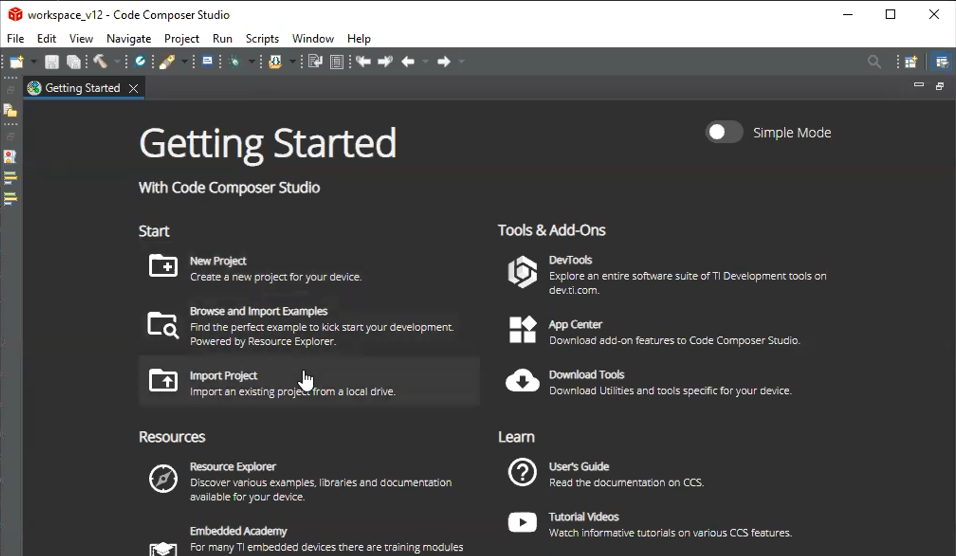 workspace_v12 - Code Composer Studio
File Edit View Navigate Project Run Scripts Window Help
Getting Started
Getting Started
Simple Mode
With Code Composer Studio
Start
New Project
Create a new project for your device.
Browse and Import Examples
Find the perfect example to kick start your development.
Powered by Resource Explorer.
Import Project
Import an existing project from a local drive.
Tools & Add-Ons
DevTools
Explore an entire software suite of TI Development tools on
dev.ti.com.
App Center
Download add-on features to Code Composer Studio.
Download Tools
Download Utilities and tools specific for your device.
Resources
Resource Explorer
Discover various examples, libraries and documentation
available for your device.
Embedded Academy
For many TI embedded devices there are training modules
Learn
User's Guide
Read the documentation on CCS.
Tutorial Videos
Watch informative tutorials on various CCS features.